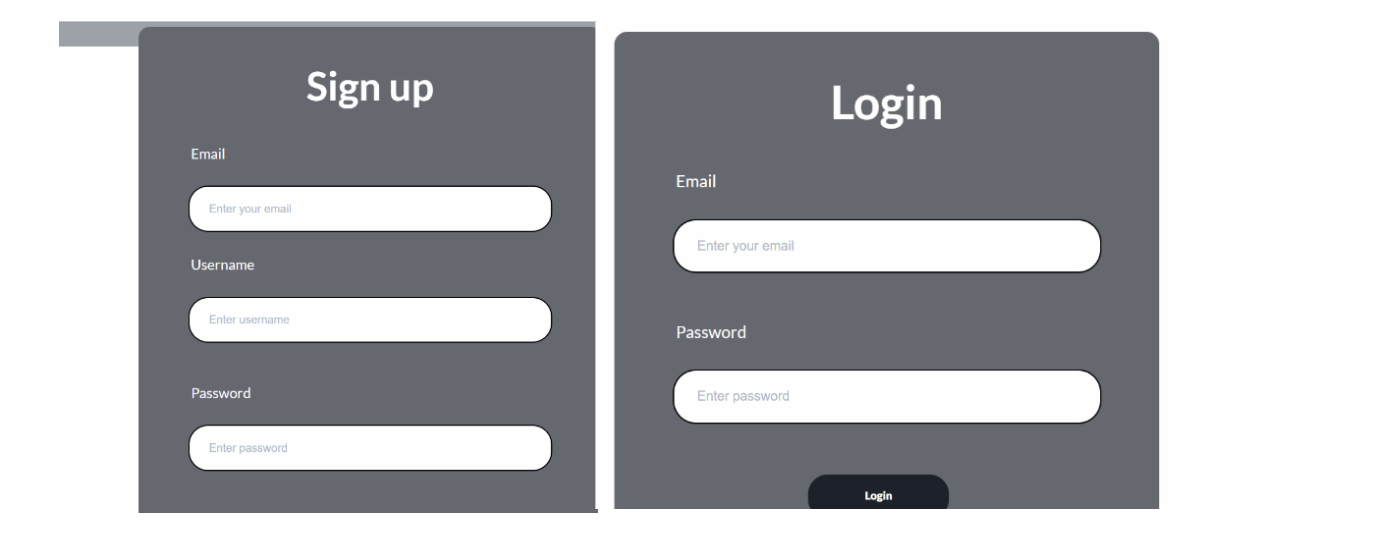 Sign up
Email
Enter your email
Username
Enter username
Password
Enter password
Login
Email
Enter your email
Password
Enter password
Login